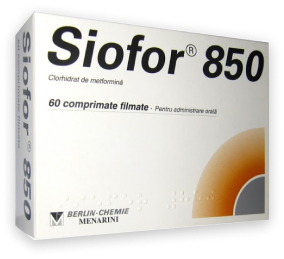 Siofor® 850
Clorhidrat de metformină
60 comprimate filmate - Pentru administrare orală
BERLIN-CHEMIE
MENARINI
Siofor® 850